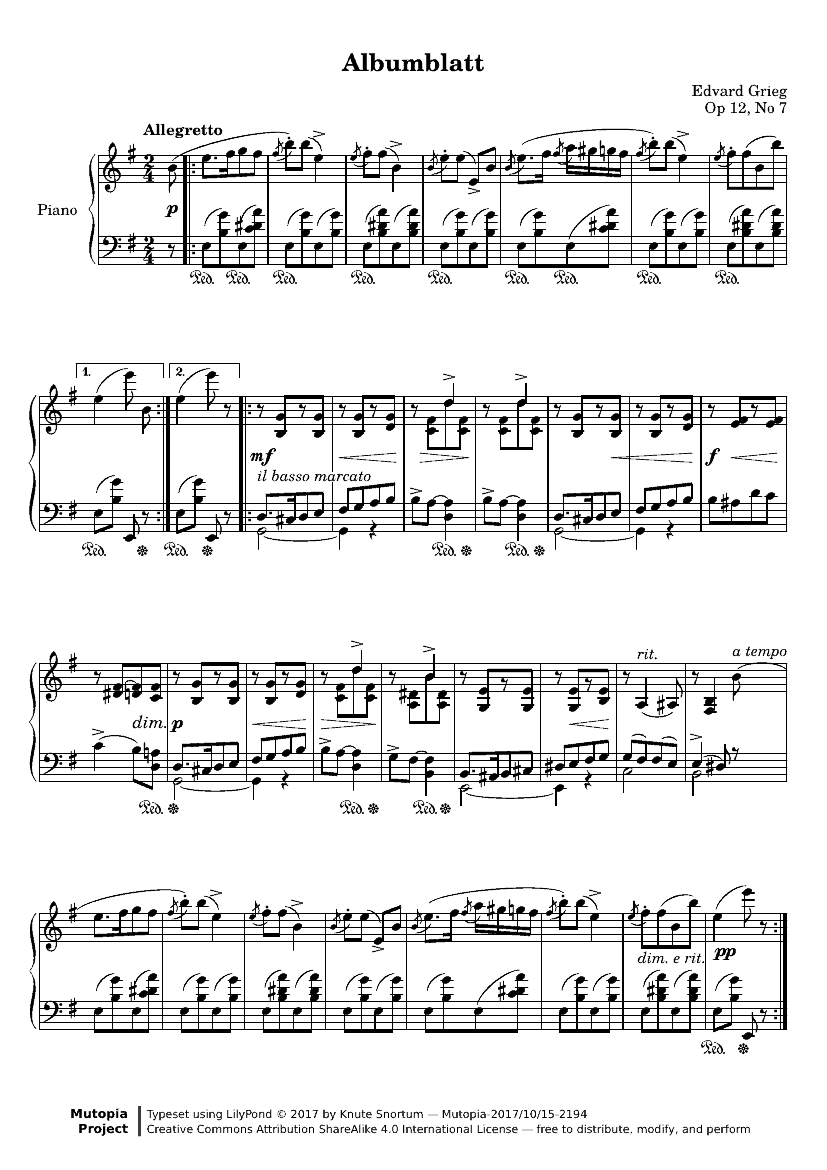 Albumblatt
Edvard Grieg
Op 12, No 7
Allegretto
Piano
p
1.
2.
mf
il basso marcato
f
rit.
a tempo
dim. p
dim. e rit.
pp
Mutopia
Project
Typeset using LilyPond © 2017 by Knute Snortum — Mutopia-2017/10/15-2194
Creative Commons Attribution ShareAlike 4.0 International License — free to distribute, modify, and perform